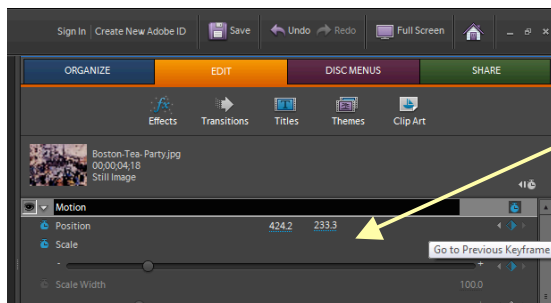 Sign In Create New Adobe ID Save Undo Redo Full Screen
ORGANIZE EDIT DISC MENUS SHARE
Effects Transitions Titles Themes Clip Art
Boston-Tea- Party.jpg
00;00;04;18
Still Image
Motion
Position 424.2 233.3
Scale
Go to Previous Keyframe
Scale Width 100.0